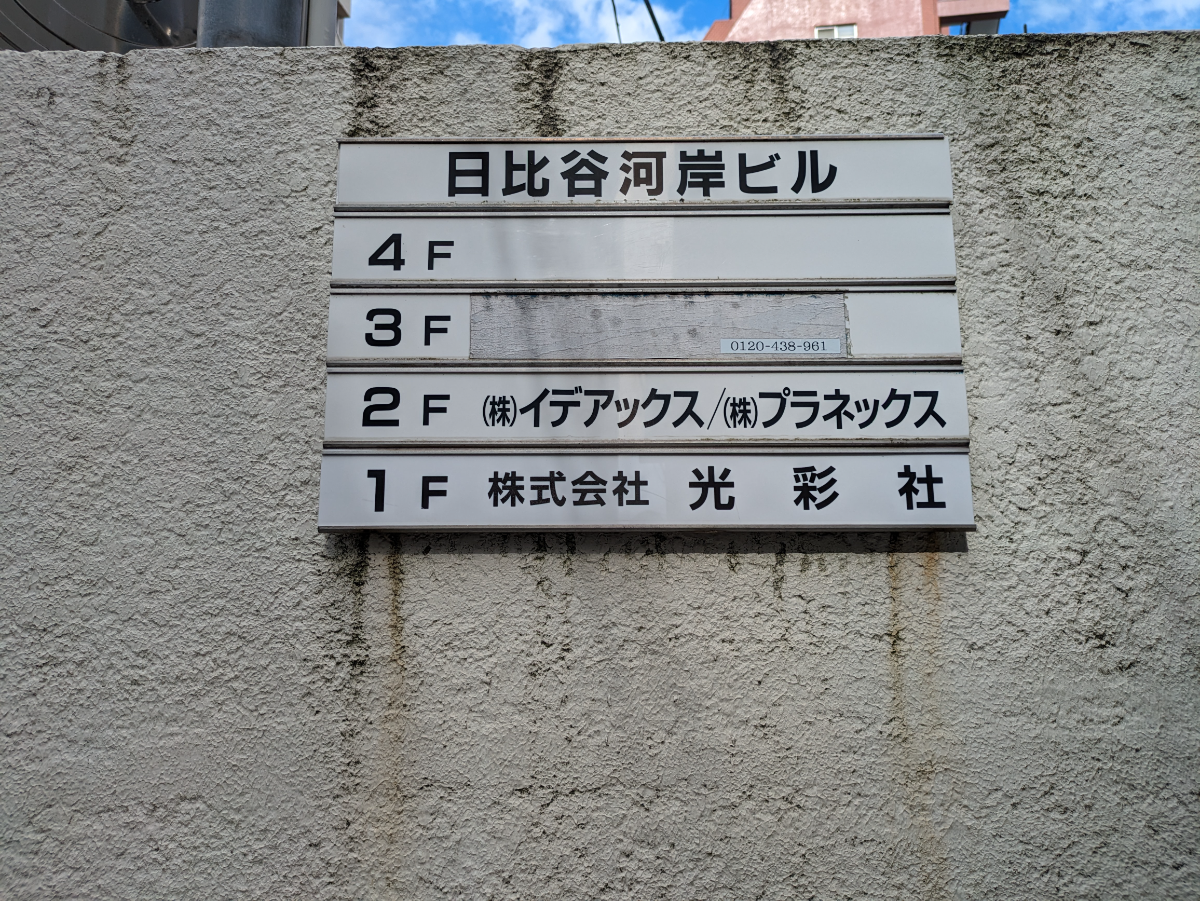 日比谷河岸ビル
4F
3F 0120-438-961
2F ㈱イデアックス/㈱プラネックス
1F 株式会社 光彩社